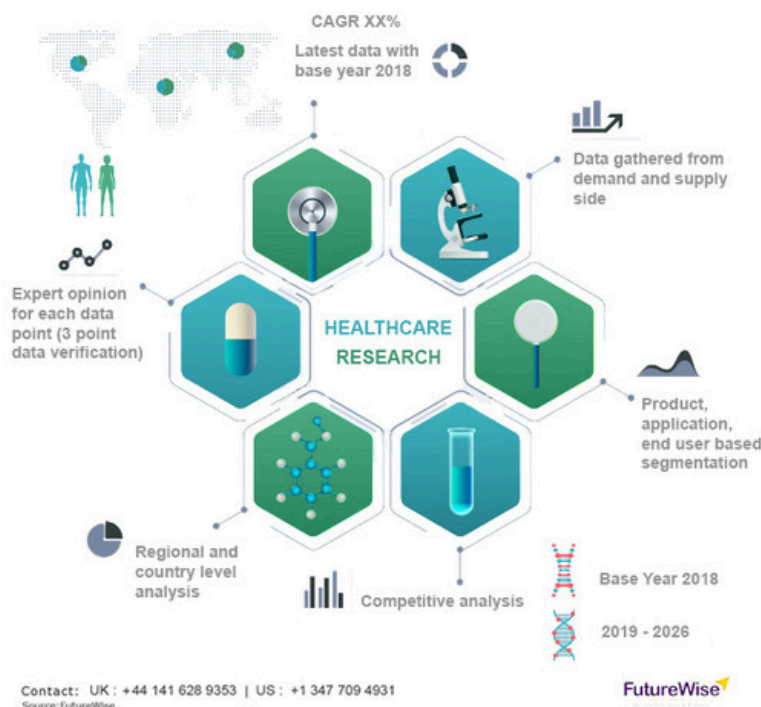 CAGR XX%
Latest data with
base year 2018
Data gathered from
demand and supply
side
Expert opinion
for each data
point (3 point
data verification)
HEALTHCARE
RESEARCH
Product,
application,
end user based
segmentation
Regional and
country level
analysis
Competitive analysis
Base Year 2018
2019 - 2026
Contact: UK : +44 141 628 9353 | US : +1 347 709 4931
Source:FutureWise
FutureWise